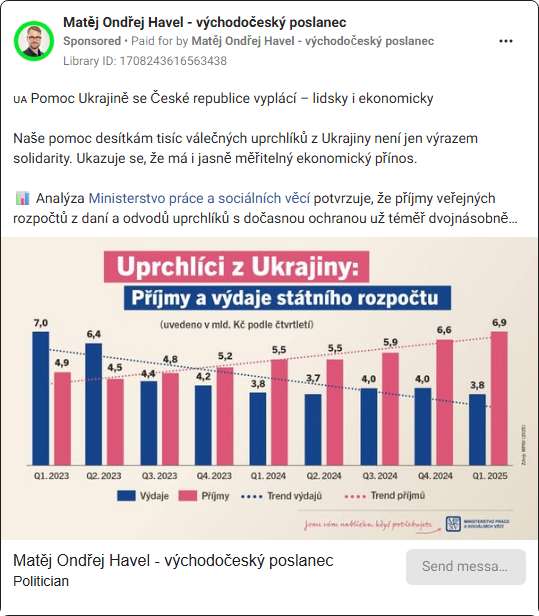 Matěj Ondřej Havel - východočeský poslanec
Sponsored • Paid for by Matěj Ondřej Havel - východočeský poslanec
Library ID: 1708243616563438
UA Pomoc Ukrajině se České republice vyplácí – lidsky i ekonomicky
Naše pomoc desítkám tisíc válečných uprchlíků z Ukrajiny není jen výrazem
solidarity. Ukazuje se, že má i jasně měřitelný ekonomický přínos.
📊 Analýza Ministerstvo práce a sociálních věcí potvrzuje, že příjmy veřejných
rozpočtů z daní a odvodů uprchlíků s dočasnou ochranou už téměř dvojnásobně...
Uprchlíci z Ukrajiny:
Příjmy a výdaje státního rozpočtu
(uvedeno v mld. Kč podle čtvrtletí)
7,0 4,9 6,4 4,5 4,4 4,8 4,2 5,2 3,8 5,5 3,7 5,5 4,0 5,9 4,0 6,6 3,8 6,9
Q1.2023 Q2.2023 Q3.2023 Q4.2023 Q1.2024 Q2.2024 Q3.2024 Q4.2024 Q1.2025
Výdaje Příjmy Trend výdajů Trend příjmů
Zdroj: MPSV (2025)
jsme vám nablízku, když potřebujete
MINISTERSTVO PRÁCE
A SOCIÁLNÍCH VĚCÍ
Matěj Ondřej Havel - východočeský poslanec
Politician
Send messa...